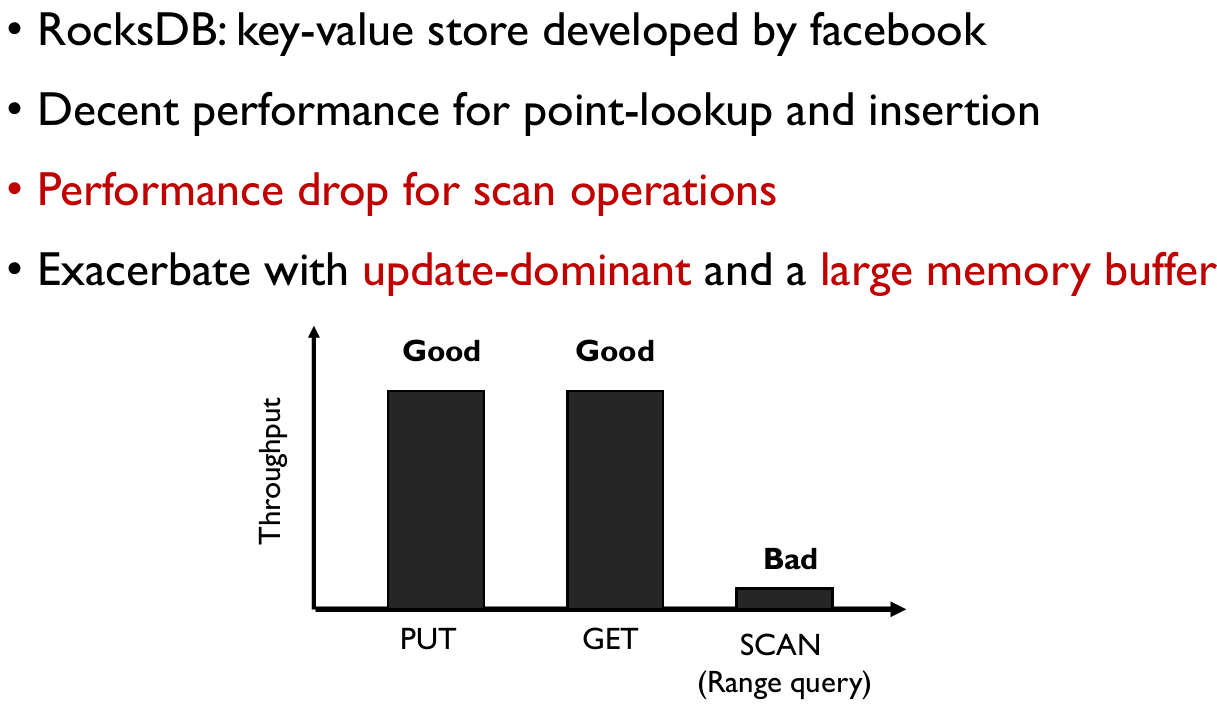 • RocksDB: key-value store developed by facebook
• Decent performance for point-lookup and insertion
• Performance drop for scan operations
• Exacerbate with update-dominant and a large memory buffer
Good
Good
Bad
Throughput
PUT
GET
SCAN
(Range query)